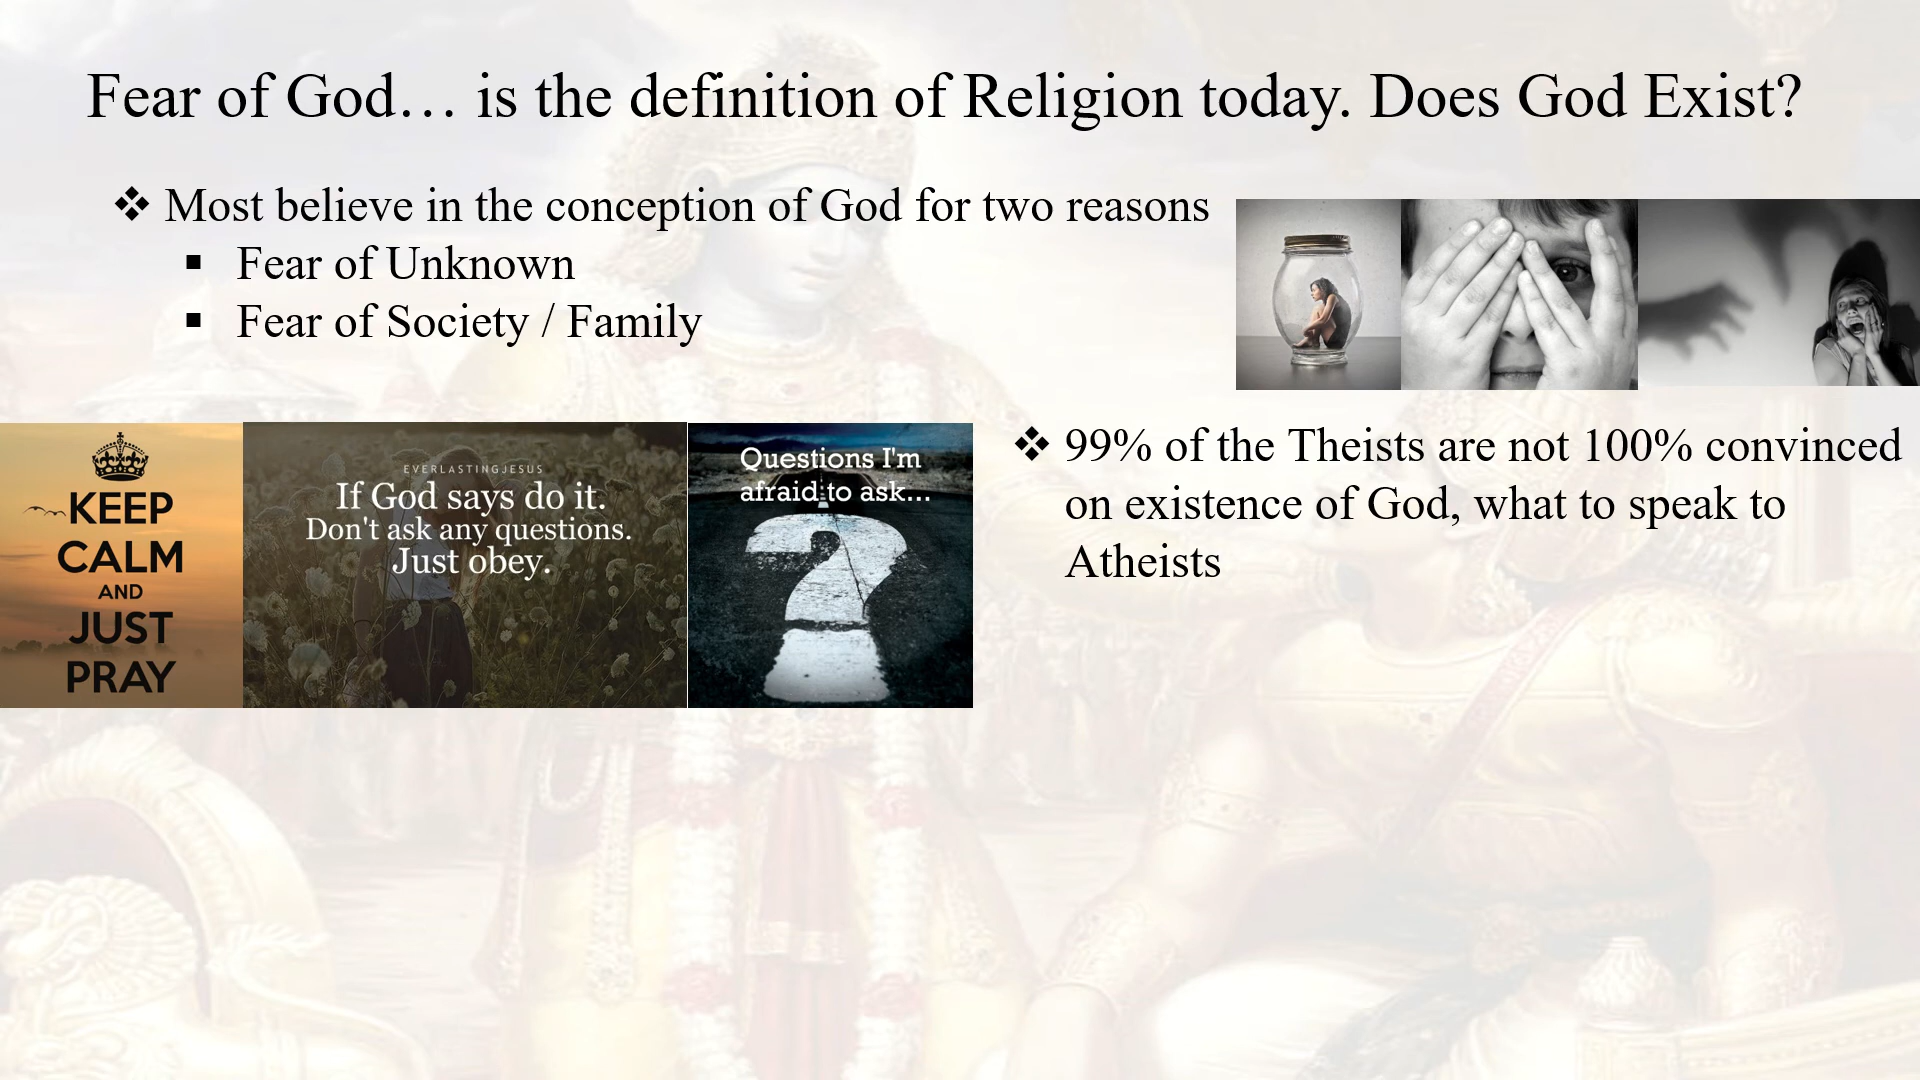 Fear of God… is the definition of Religion today. Does God Exist?
❖ Most believe in the conception of God for two reasons
▪ Fear of Unknown
▪ Fear of Society / Family
KEEP
CALM
AND
JUST
PRAY
EVERLASTINGJESUS
If God says do it.
Don't ask any questions.
Just obey.
Questions I'm
afraid to ask...
?
❖ 99% of the Theists are not 100% convinced
on existence of God, what to speak to
Atheists